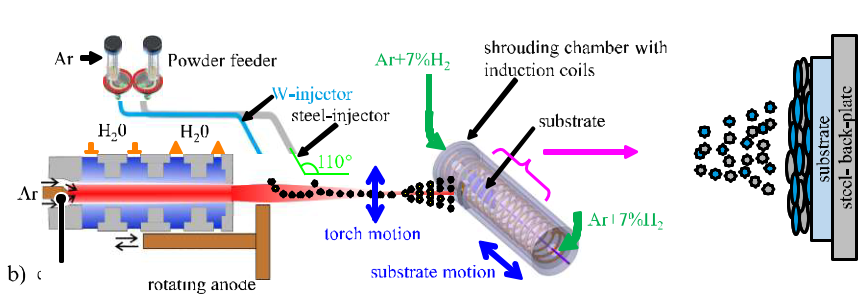 Ar
Powder feeder
W-injector
steel-injector
H20 H20
110°
Ar+7%H2
shrouding chamber with
induction coils
substrate
Ar
torch motion
substrate motion
Ar+7%H2
rotating anode
b)
substrate
steel- back-plate